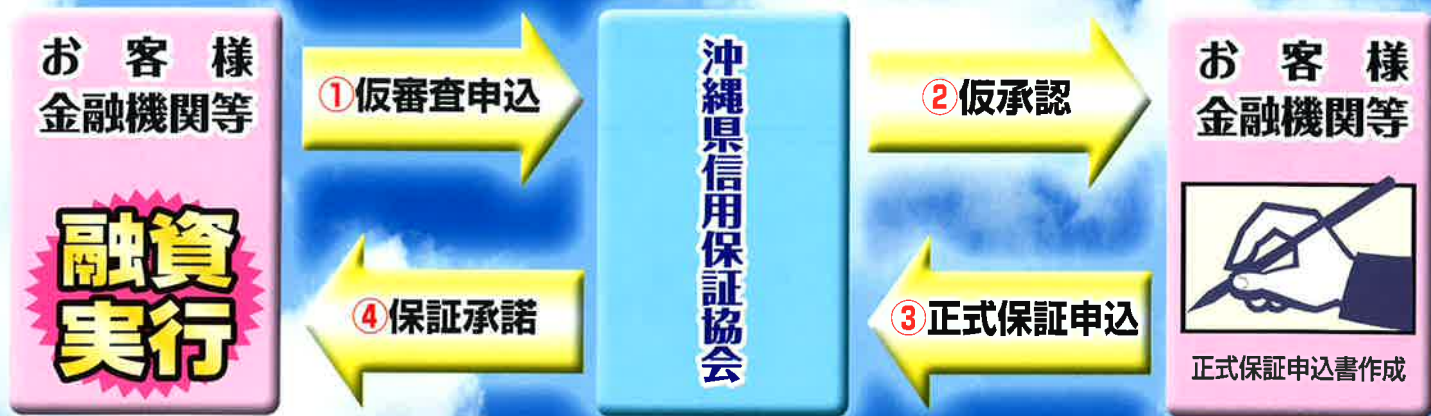 お客様
金融機関等
融資
実行
①仮審査申込
④保証承諾
沖縄県信用保証協会
②仮承認
③正式保証申込
お客様
金融機関等
正式保証申込書作成